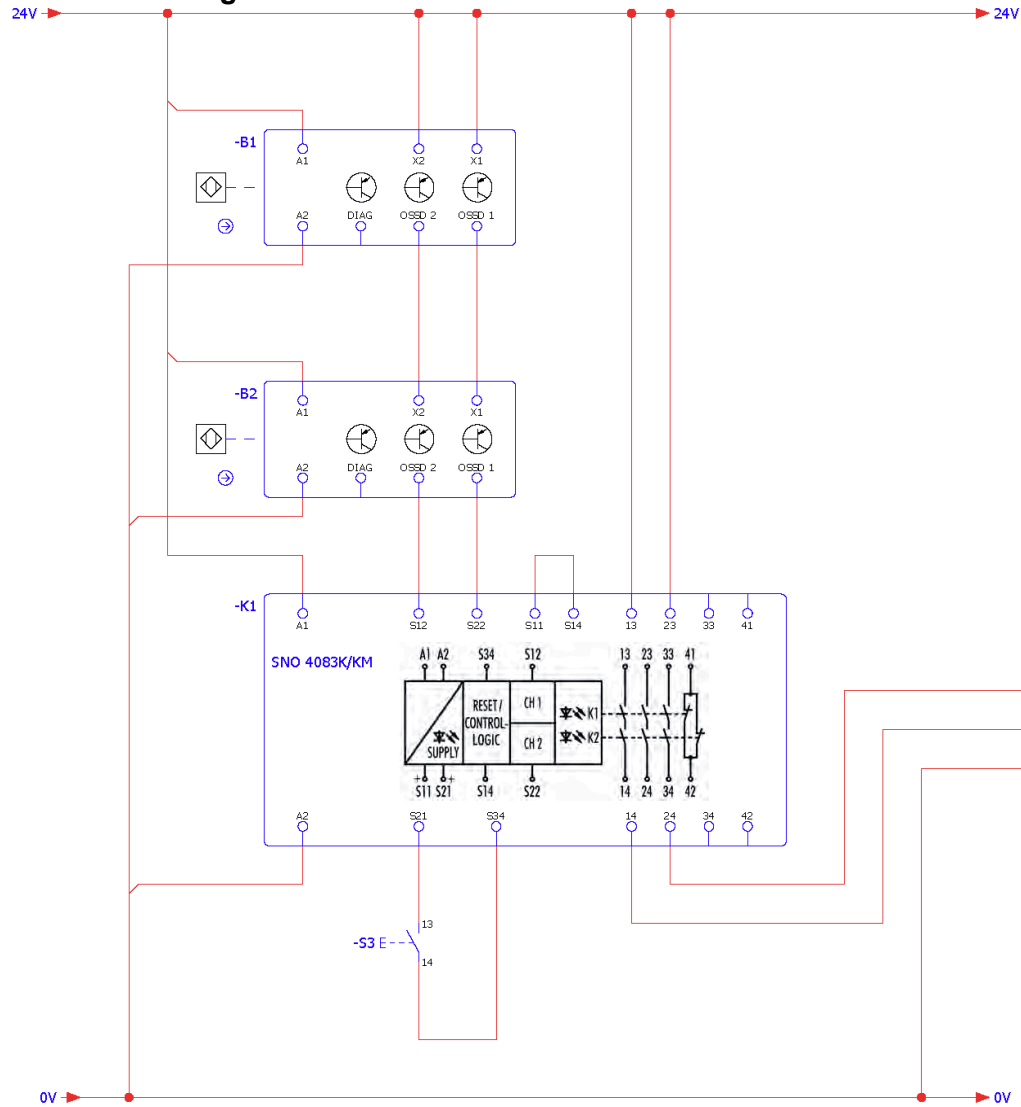 g
24V 24V
-B1
A1 X2 X1
A2 DIAG OSSD 2 OSSD 1
-B2
A1 X2 X1
A2 DIAG OSSD 2 OSSD 1
-K1
A1 S12 S22 S11 S14 13 23 33 41
SNO 4083K/KM
A1 A2 S34 S12 13 23 33 41
RESET/
CONTROL-
LOGIC
CH 1
CH 2
K1
K2
SUPPLY
+S11 S21+ S14 S22 14 24 34 42
A2 S21 S34 14 24 34 42
13
-S3 E
14
0V 0V